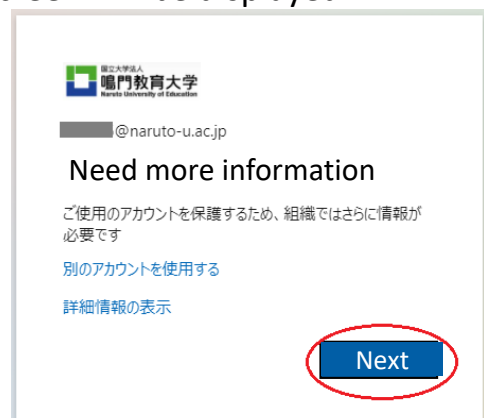 be displayed
国立大学法人
鳴門教育大学
Naruto University of Education
@naruto-u.ac.jp
Need more information
ご使用のアカウントを保護するため、組織ではさらに情報が
必要です
別のアカウントを使用する
詳細情報の表示
Next